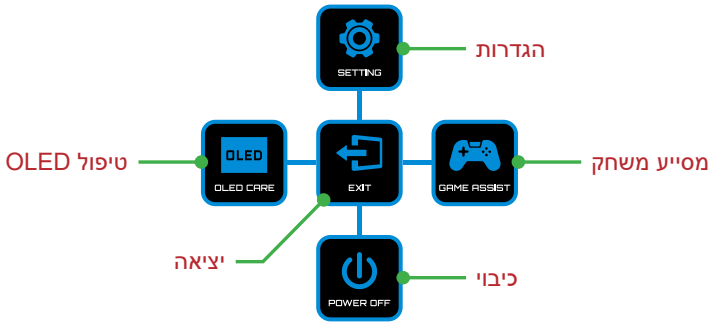 SETTING
הגדרות
OLED
OLED CARE
טיפול OLED
EXIT
יציאה
GAME ASSIST
מסייע משחק
POWER OFF
כיבוי